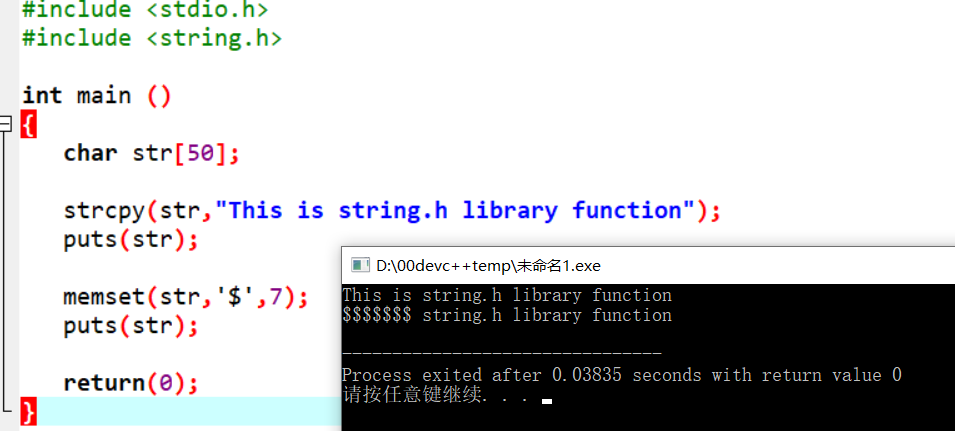 #include <stdio.h>
#include <string.h>
int main ()
{
char str[50];
strcpy(str,"This is string.h library function");
puts(str);
memset(str,'$',7);
puts(str);
return(0);
}
D:\00devc++temp\未命名1.exe
This is string.h library function
$$$$$$$ string.h library function
--------------------------------
Process exited after 0.03835 seconds with return value 0
请按任意键继续. . .